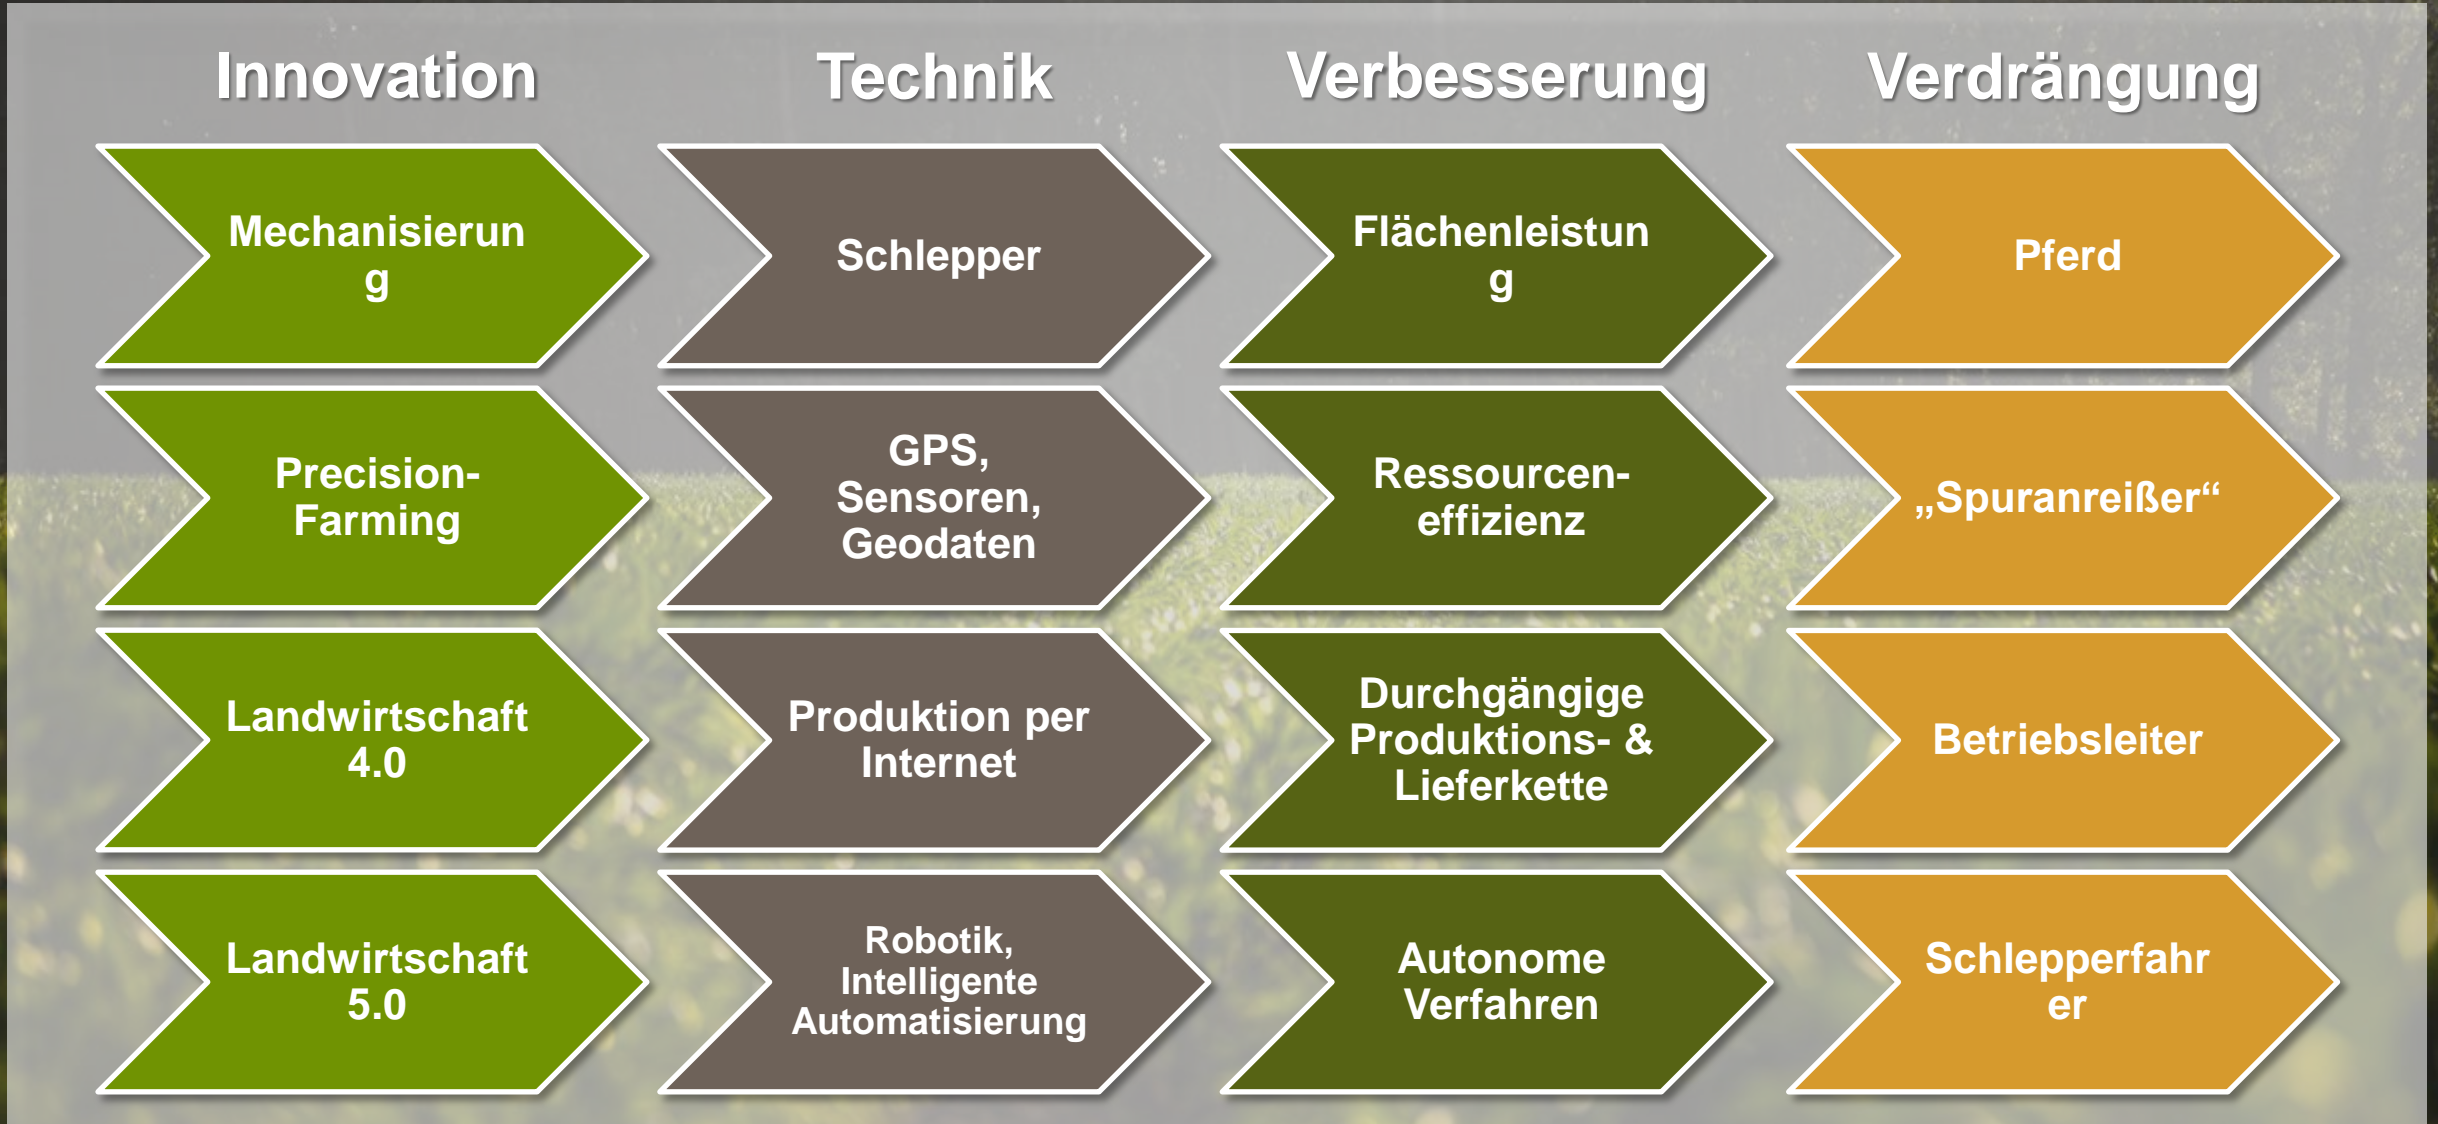 Innovation
Technik
Verbesserung
Verdrängung
Mechanisierun
g
Schlepper
Flächenleistun
g
Pferd
Precision-
Farming
GPS,
Sensoren,
Geodaten
Ressourcen-
effizienz
„Spuranreißer“
Landwirtschaft
4.0
Produktion per
Internet
Durchgängige
Produktions- &
Lieferkette
Betriebsleiter
Landwirtschaft
5.0
Robotik,
Intelligente
Automatisierung
Autonome
Verfahren
Schlepperfahr
er